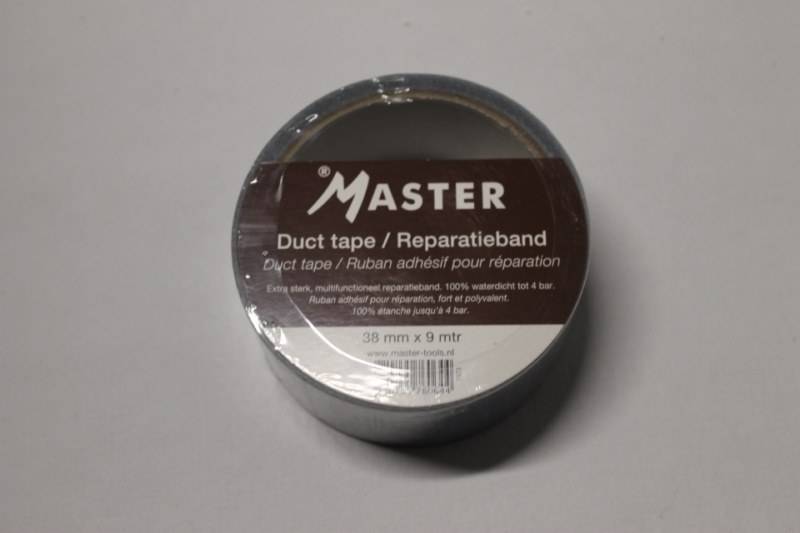 ® MASTER
Duct tape / Reparatieband
Duct tape / Ruban adhésif pour réparation
Extra sterk, multifunctioneel reparatieband. 100% waterdicht tot 4 bar.
Ruban adhésif pour réparation, fort et polyvalent.
100% étanche jusqu'à 4 bar.
38 mm x 9 mtr
www.master-tools.nl